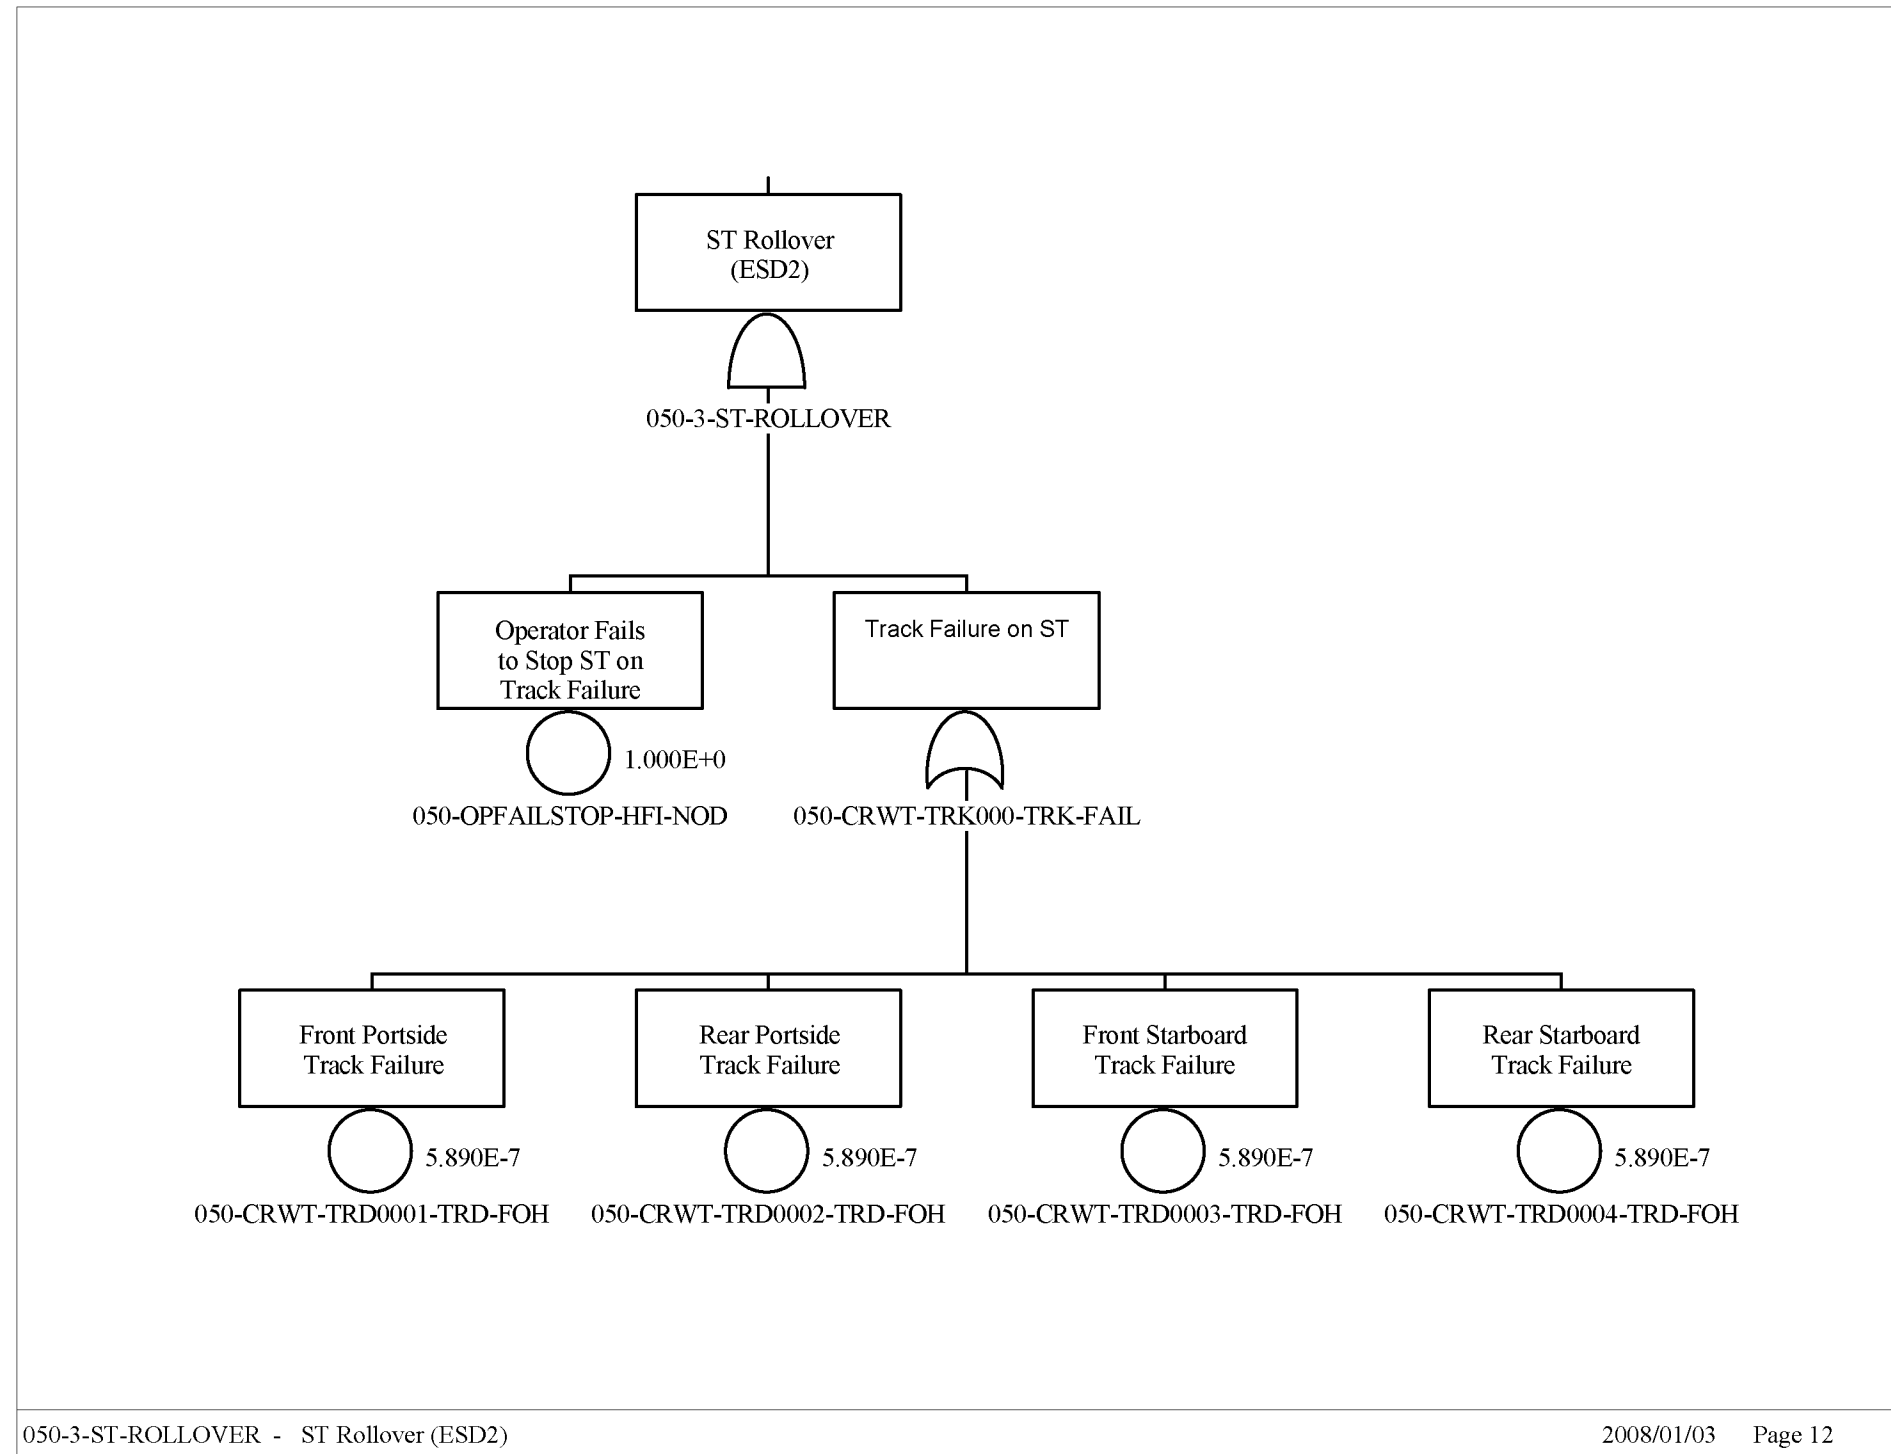 ST Rollover
(ESD2)
050-3-ST-ROLLOVER
Operator Fails
to Stop ST on
Track Failure
1.000E+0
050-OPFAILSTOP-HFI-NOD
Track Failure on ST
050-CRWT-TRK000-TRK-FAIL
Front Portside
Track Failure
5.890E-7
050-CRWT-TRD0001-TRD-FOH
Rear Portside
Track Failure
5.890E-7
050-CRWT-TRD0002-TRD-FOH
Front Starboard
Track Failure
5.890E-7
050-CRWT-TRD0003-TRD-FOH
Rear Starboard
Track Failure
5.890E-7
050-CRWT-TRD0004-TRD-FOH
050-3-ST-ROLLOVER - ST Rollover (ESD2)
2008/01/03 Page 12